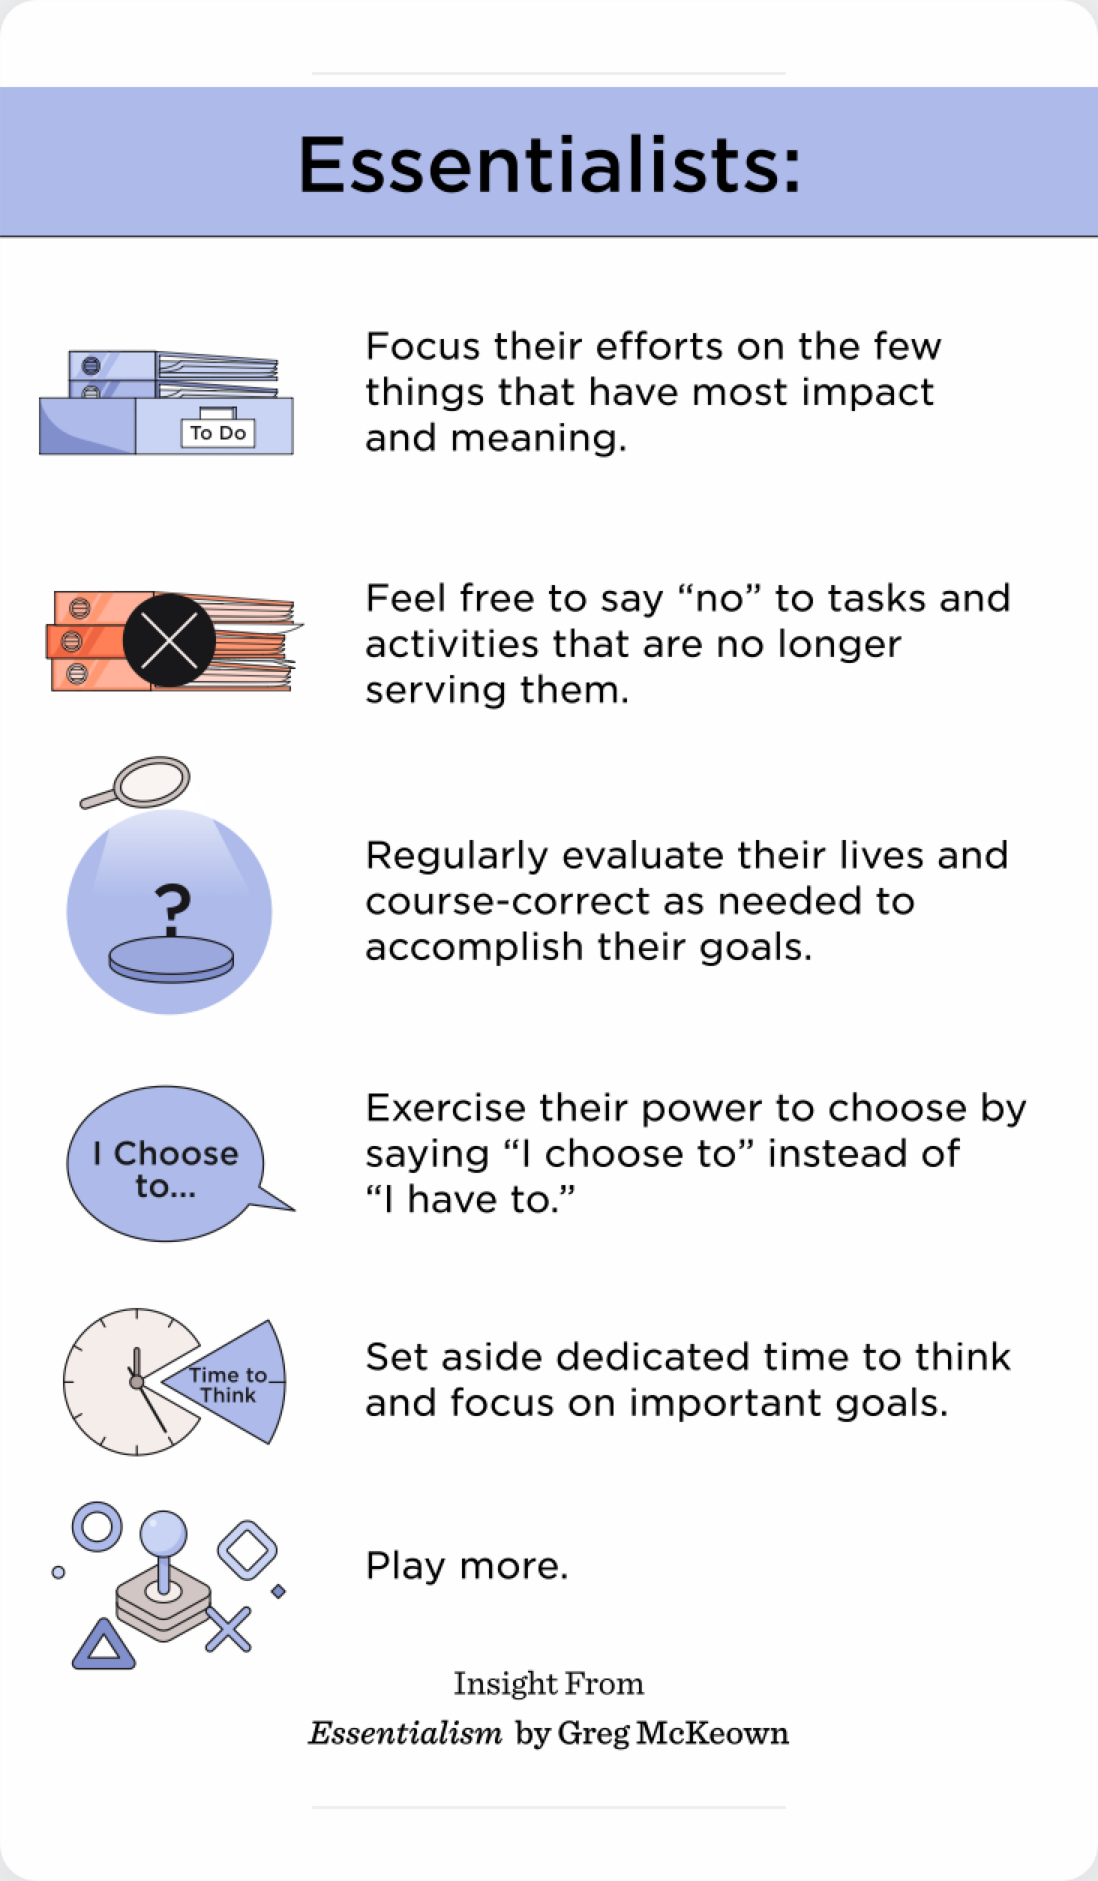 Essentialists:
To Do
Focus their efforts on the few
things that have most impact
and meaning.
Feel free to say “no” to tasks and
activities that are no longer
serving them.
?
Regularly evaluate their lives and
course-correct as needed to
accomplish their goals.
I Choose
to...
Exercise their power to choose by
saying “I choose to” instead of
“I have to.”
Time to
Think
Set aside dedicated time to think
and focus on important goals.
Play more.
Insight From
Essentialism by Greg McKeown